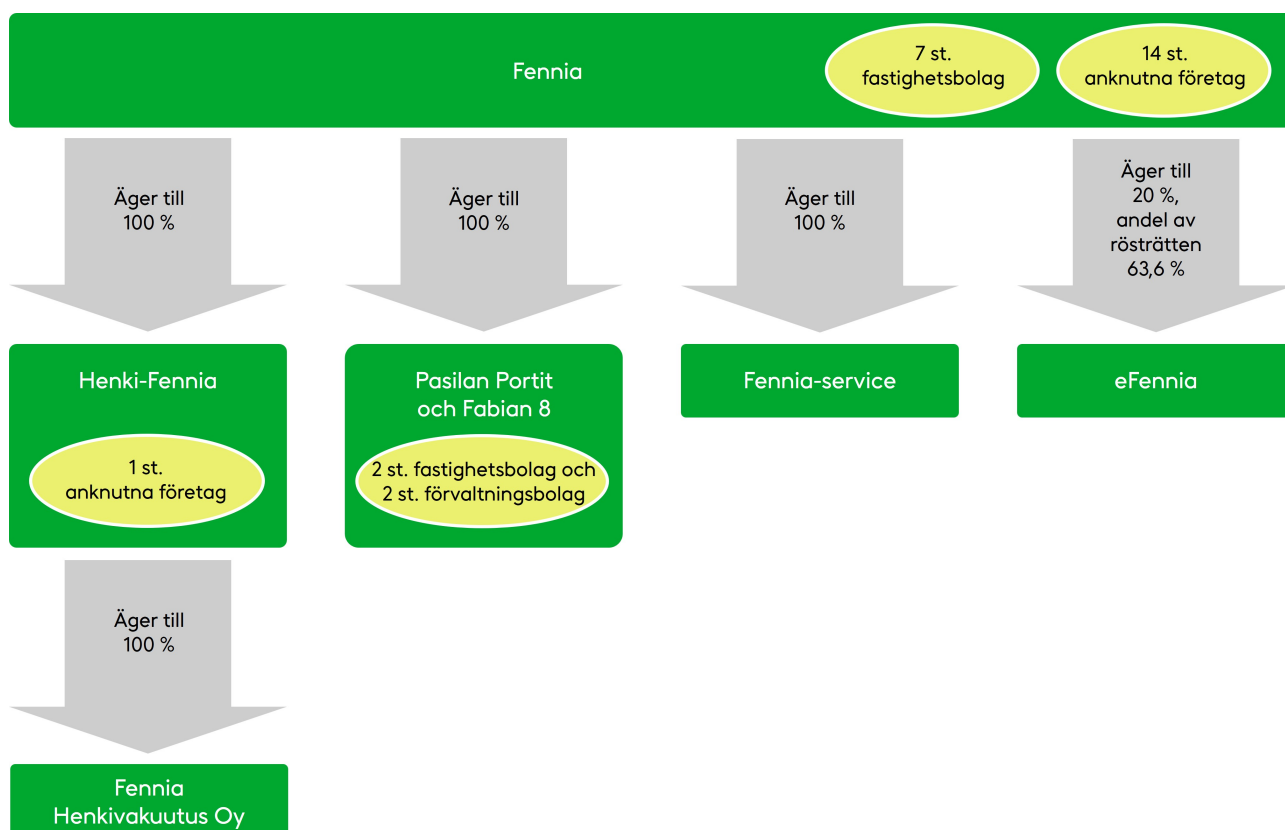 Fennia
7 st.
fastighetsbolag
14 st.
anknutna företag
Äger till
100 %
Äger till
100 %
Äger till
100 %
Äger till
20 %,
andel av
rösträtten
63,6 %
Henki-Fennia
1 st.
anknutna företag
Pasilan Portit
och Fabian 8
2 st. fastighetsbolag och
2 st. förvaltningsbolag
Fennia-service
eFennia
Äger till
100 %
Fennia
Henkivakuutus Oy